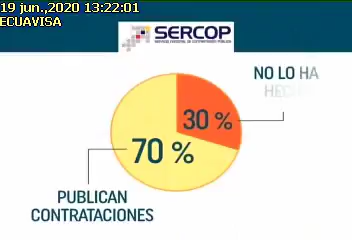 19 jun.,2020 13:22:01
ECUAVISA
SERCOP
NO LO HA
30 %
70 %
PUBLICAN
CONTRATACIONES